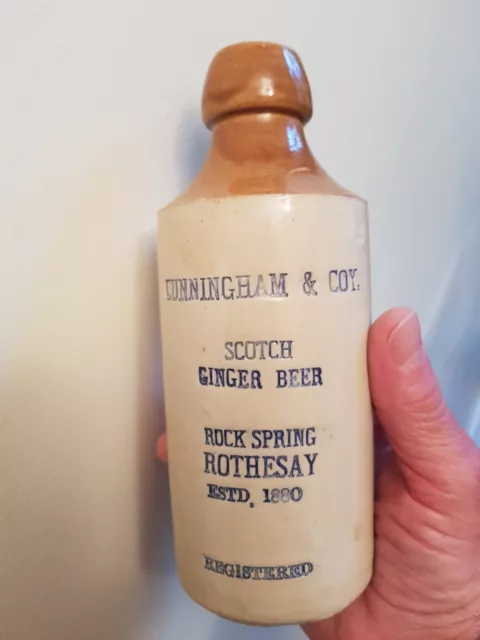 CUNNINGHAM & COY.
SCOTCH
GINGER BEER
ROCK SPRING
ROTHESAY
ESTD. 1880
REGISTERED